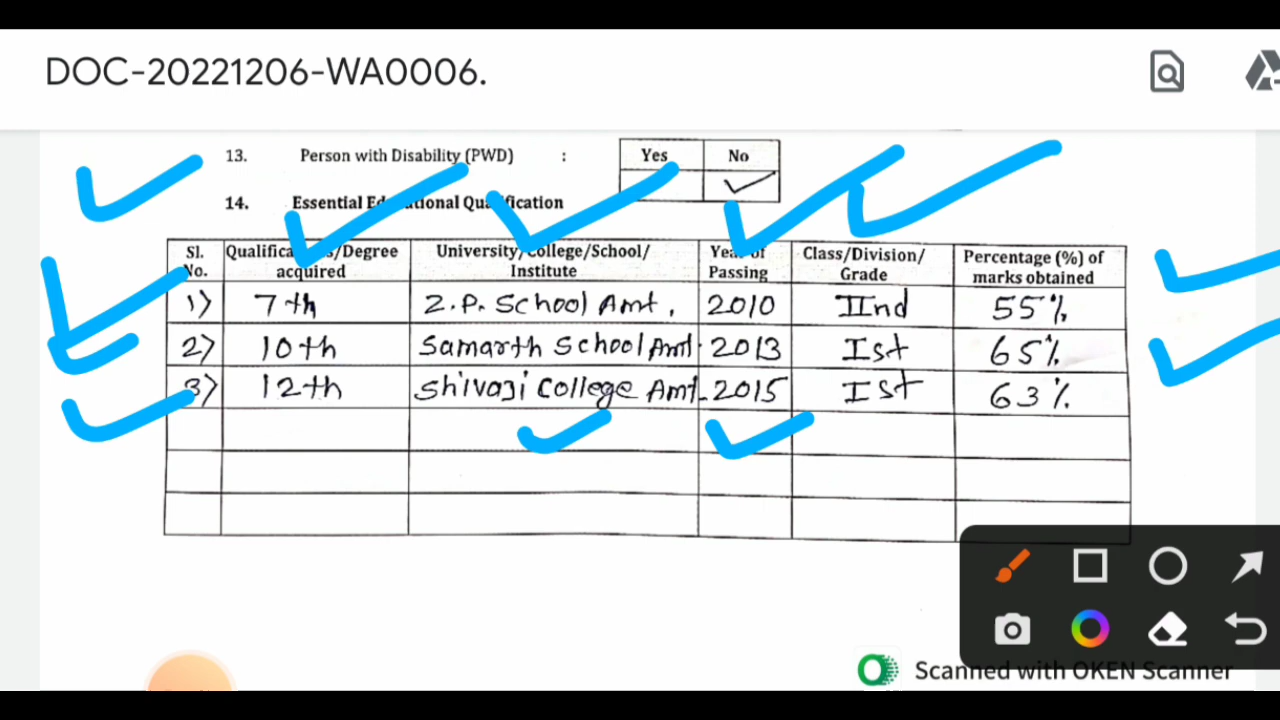 DOC-20221206-WA0006.
13. Person with Disability (PWD) : Yes No
14. Essential Educational Qualification
Sl. No. Qualifications/Degree acquired University/College/School/ Institute Year of Passing Class/Division/ Grade Percentage (%) of marks obtained
1) 7th Z.P. School Amt. 2010 IInd 55%
2) 10th Samarth School Amt. 2013 Ist 65%
3) 12th Shivaji College Amt. 2015 Ist 63%
Scanned with OKEN Scanner